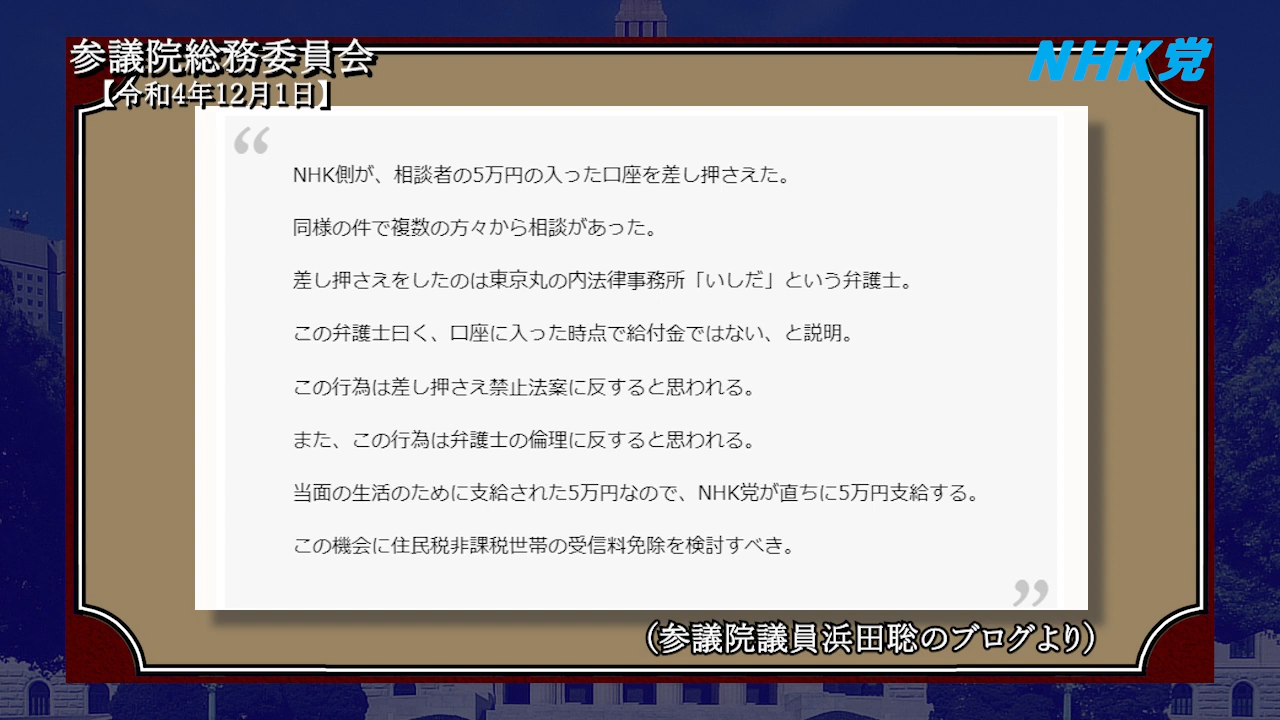 参議院総務委員会
NHK党
【令和4年12月1日】
“
NHK側が、相談者の5万円の入った口座を差し押さえた。
同様の件で複数の方々から相談があった。
差し押さえをしたのは東京丸の内法律事務所「いしだ」という弁護士。
この弁護士曰く、口座に入った時点で給付金ではない、と説明。
この行為は差し押さえ禁止法案に反すると思われる。
また、この行為は弁護士の倫理に反すると思われる。
当面の生活のために支給された5万円なので、NHK党が直ちに5万円支給する。
この機会に住民税非課税世帯の受信料免除を検討すべき。
”
(参議院議員浜田聡のブログより)